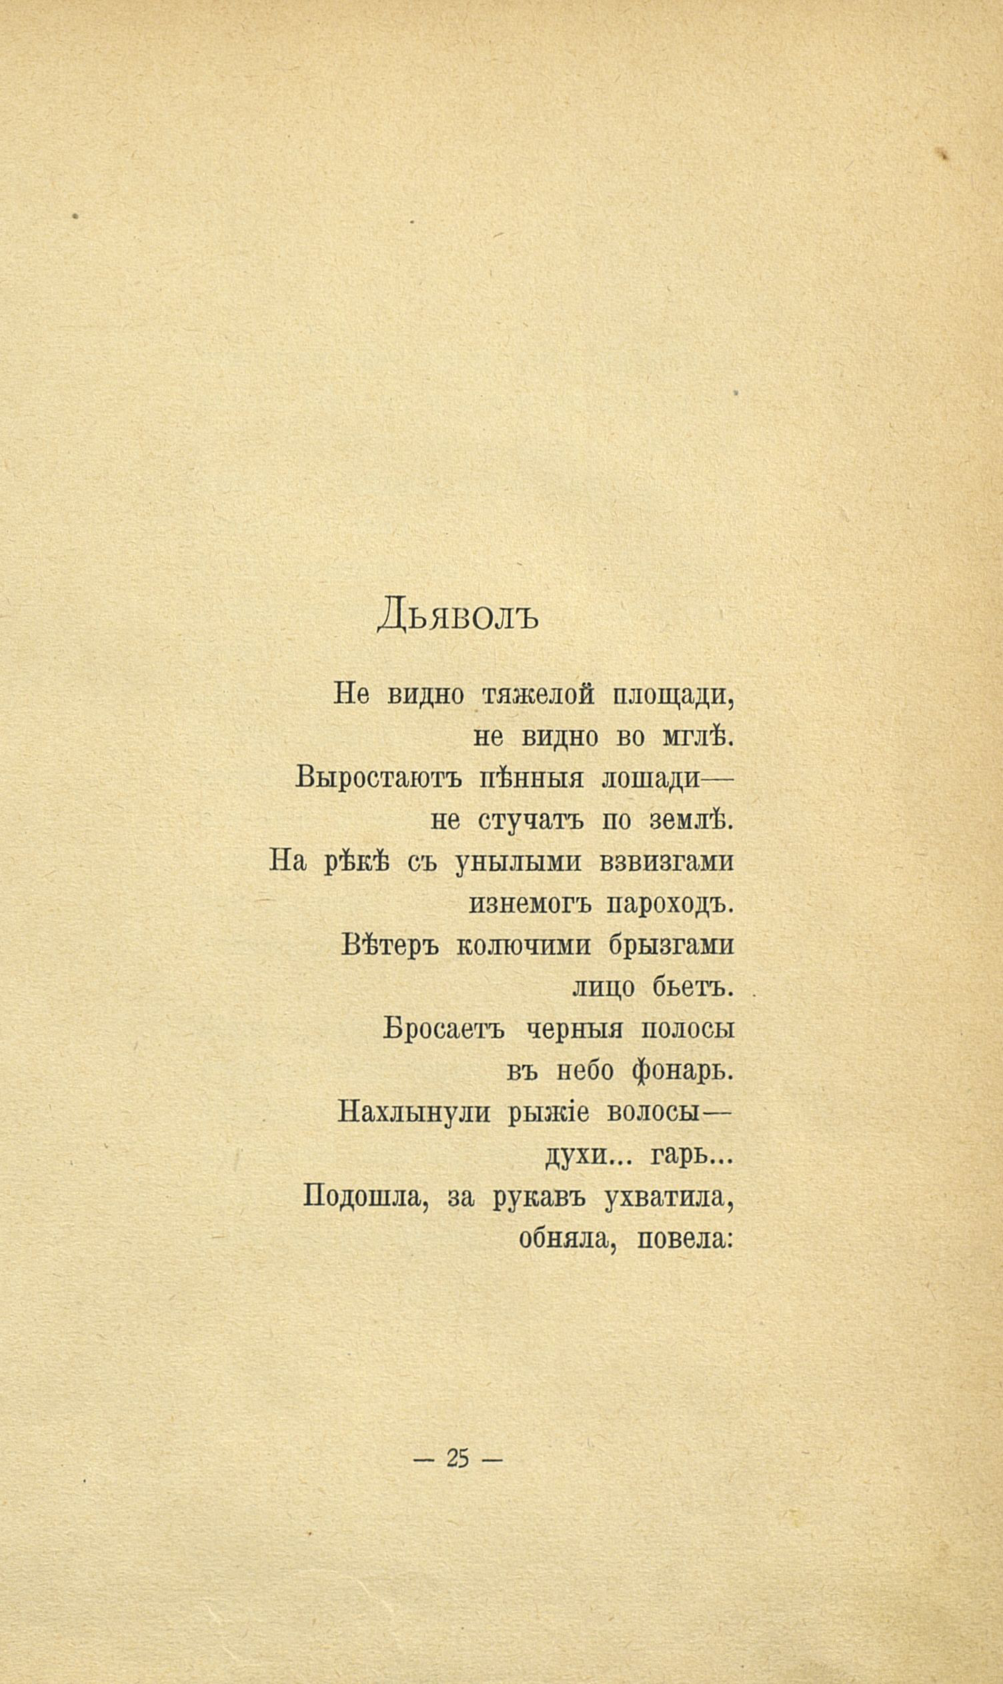 Дьяволъ
Не видно тяжелой площади,
не видно во мглѣ.
Выростаютъ пѣнныя лошади—
не стучатъ по землѣ.
На рѣкѣ съ унылыми взвизгами
изнемогъ пароходъ.
Вѣтеръ колючими брызгами
лицо бьетъ.
Бросаетъ черныя полосы
въ небо фонарь.
Нахлынули рыжіе волосы—
духи... гарь...
Подошла, за рукавъ ухватила,
обняла, повела:
— 25 —